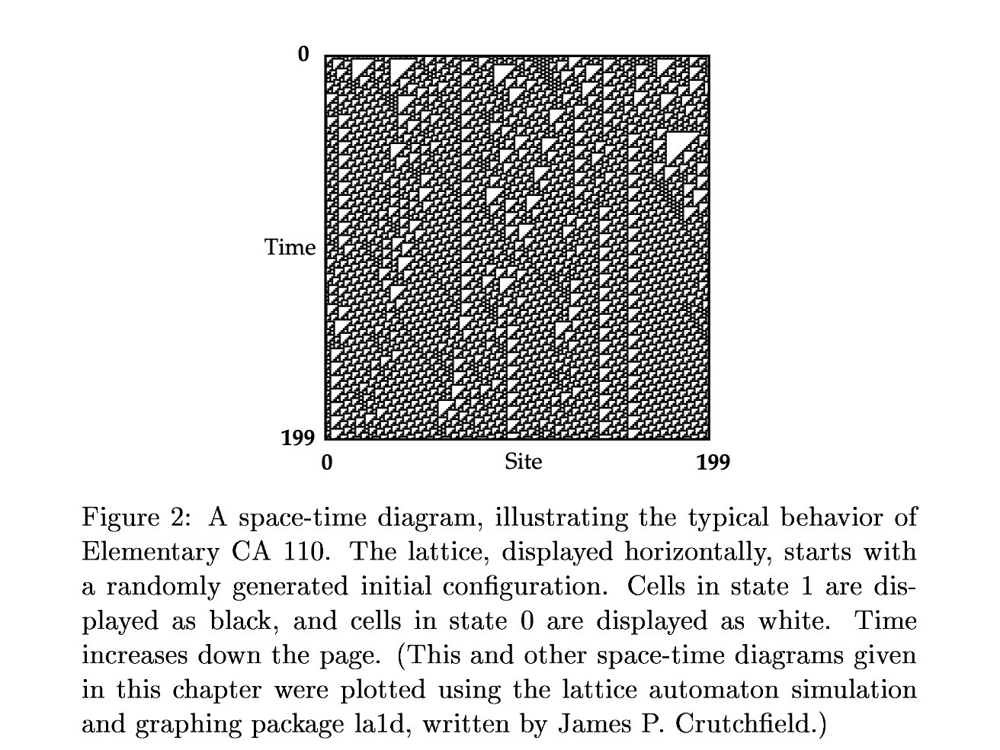 0
Time
199
0 Site 199
Figure 2: A space-time diagram, illustrating the typical behavior of
Elementary CA 110. The lattice, displayed horizontally, starts with
a randomly generated initial configuration. Cells in state 1 are dis-
played as black, and cells in state 0 are displayed as white. Time
increases down the page. (This and other space-time diagrams given
in this chapter were plotted using the lattice automaton simulation
and graphing package la1d, written by James P. Crutchfield.)